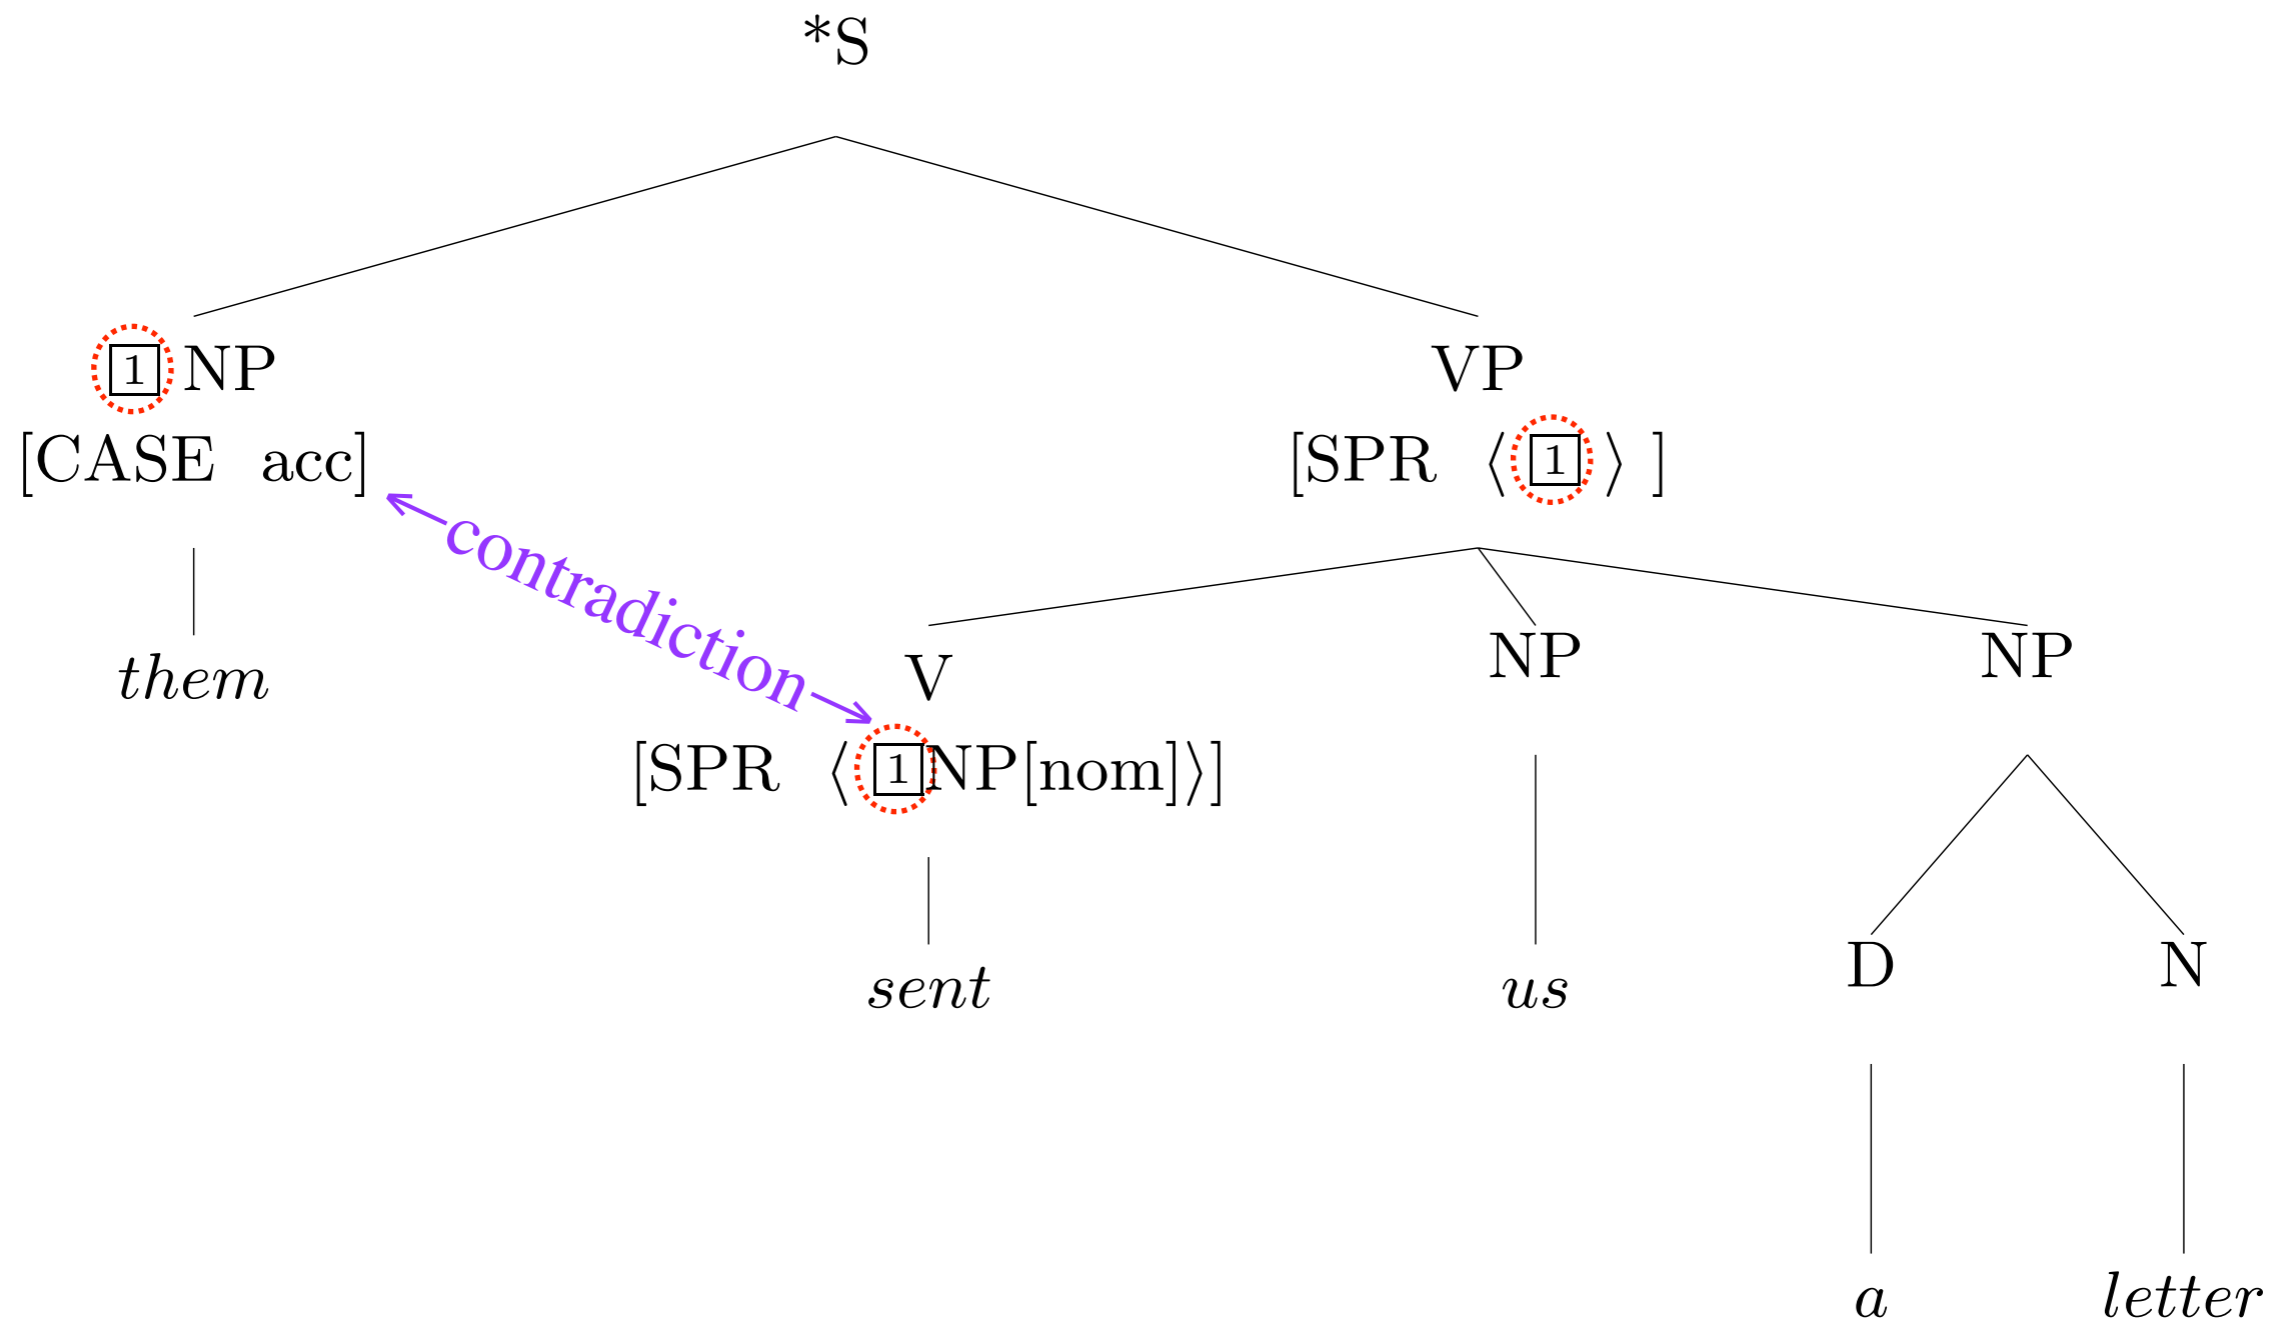 *S
1 NP VP
[CASE acc] [SPR ⟨ 1 ⟩ ]
contradiction
them V NP NP
[SPR ⟨ 1 NP[nom]⟩]
sent us D N
a letter